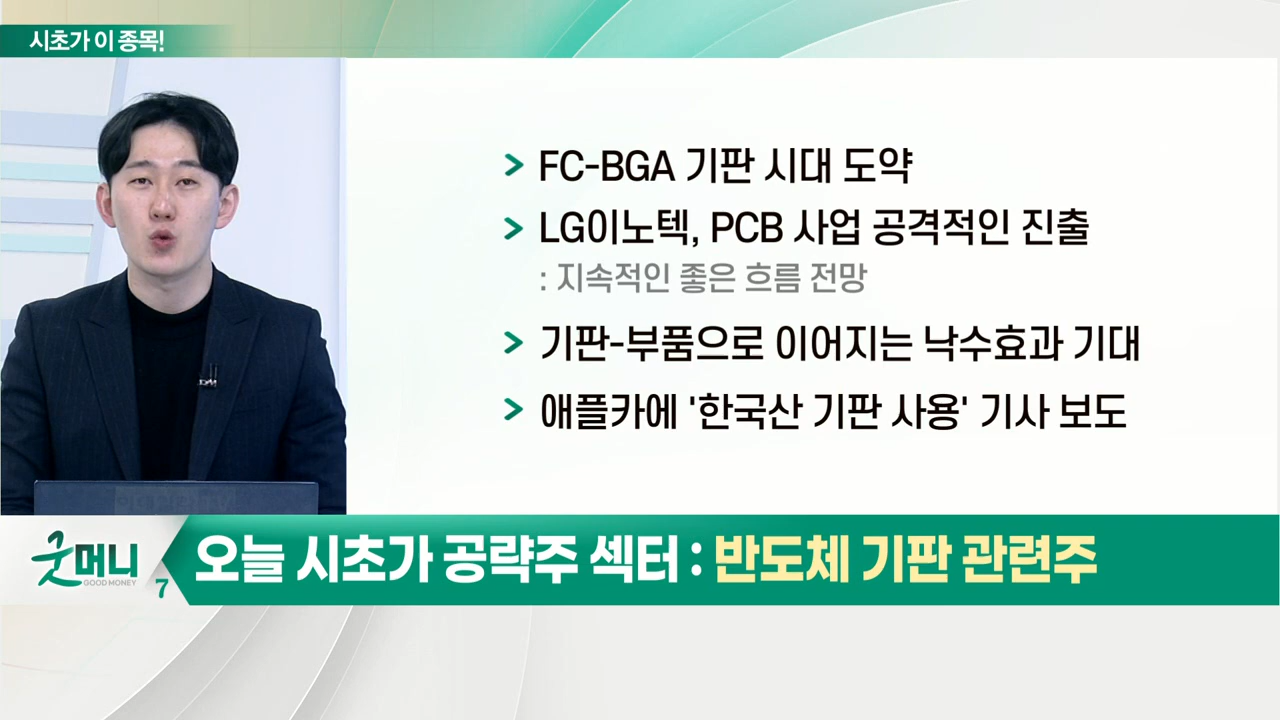 시초가 이 종목!
> FC-BGA 기판 시대 도약
> LG이노텍, PCB 사업 공격적인 진출
: 지속적인 좋은 흐름 전망
> 기판-부품으로 이어지는 낙수효과 기대
> 애플카에 '한국산 기판 사용' 기사 보도
굿머니
GOOD MONEY
7
오늘 시초가 공략주 섹터 : 반도체 기판 관련주